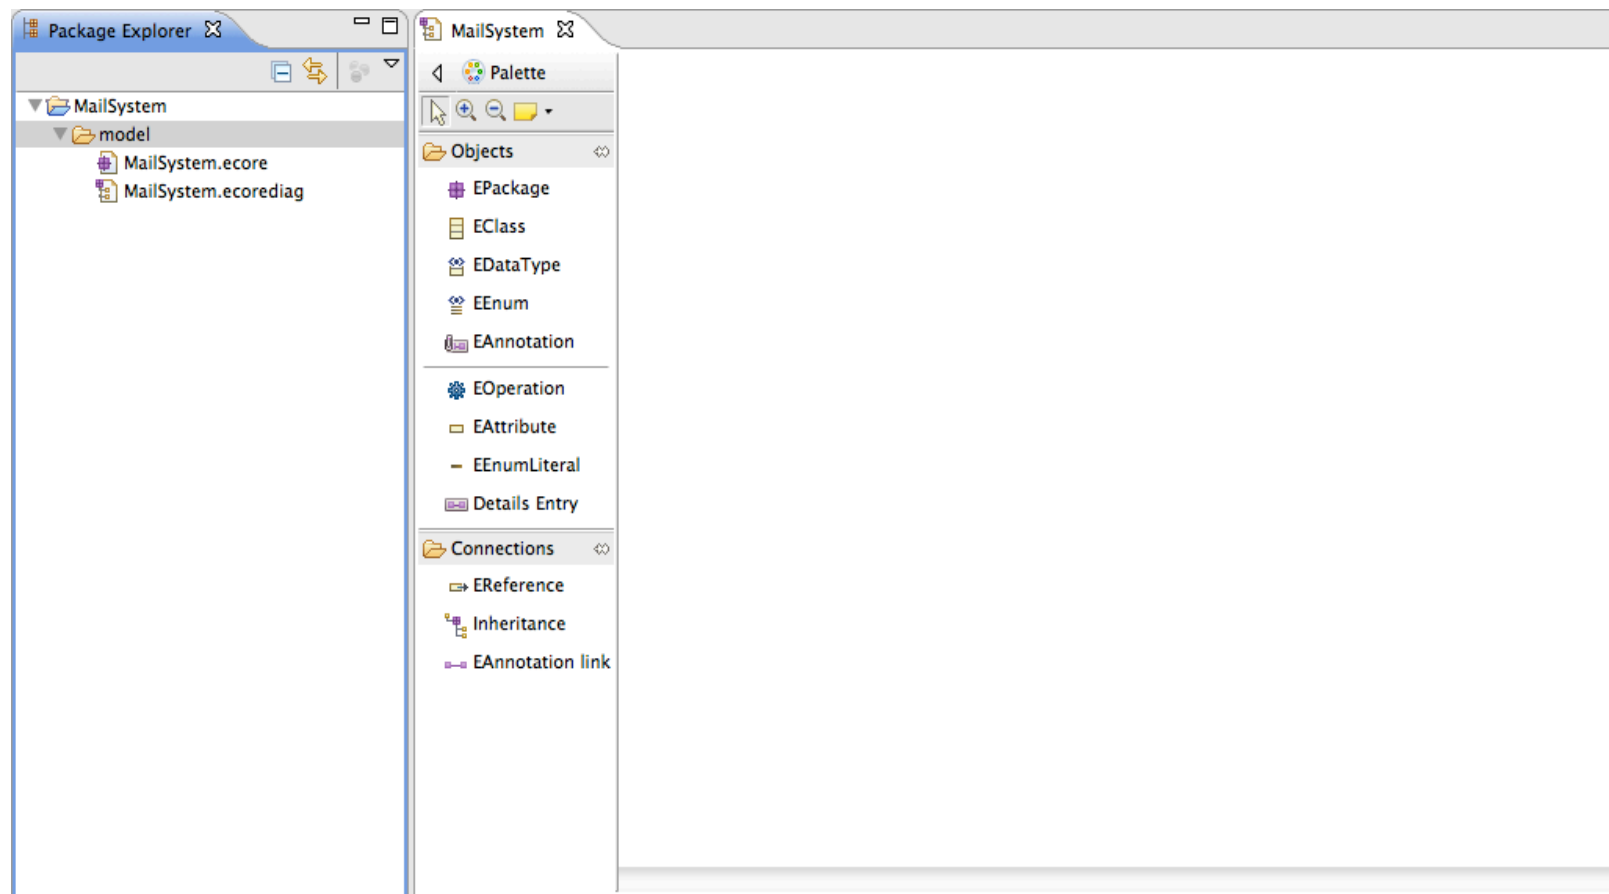 Package Explorer
MailSystem
model
MailSystem.ecore
MailSystem.ecorediag
MailSystem
Palette
Objects
EPackage
EClass
EDataType
EEnum
EAnnotation
EOperation
EAttribute
EEnumLiteral
Details Entry
Connections
EReference
Inheritance
EAnnotation link